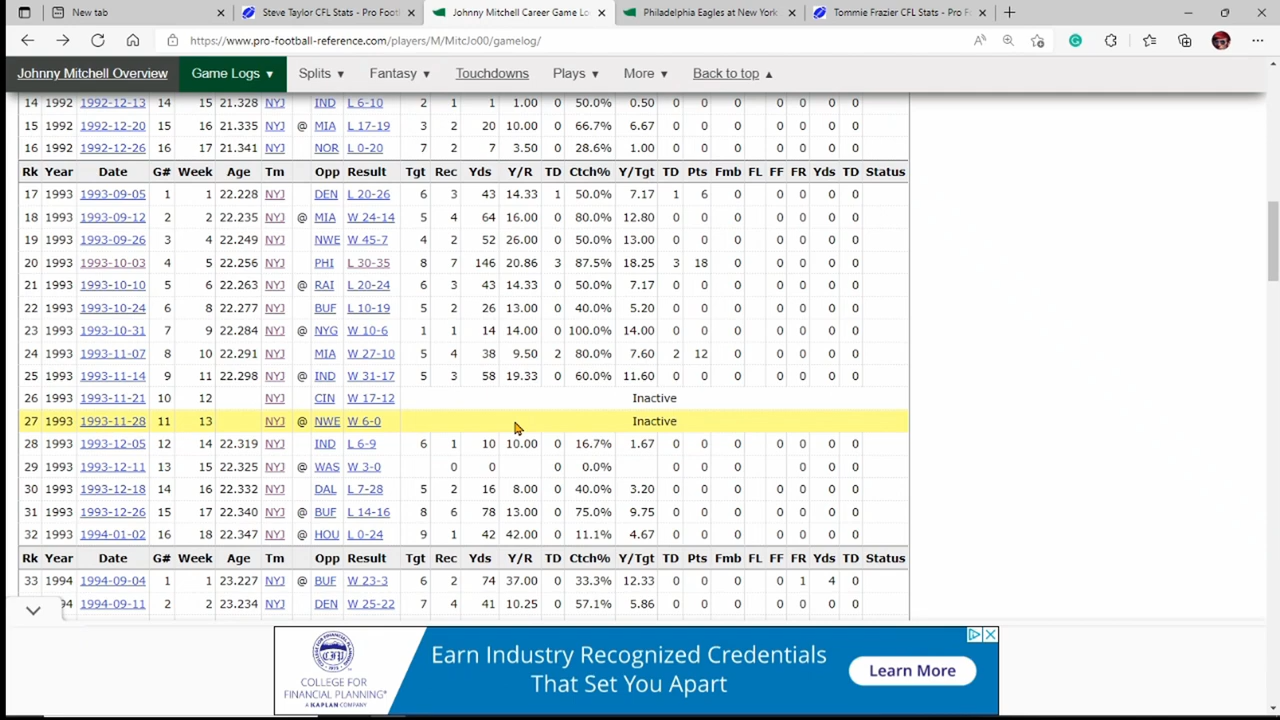 New tab
Steve Taylor CFL Stats - Pro Footl
Johnny Mitchell Career Game Lo
Philadelphia Eagles at New York
Tommie Frazier CFL Stats - Pro F
https://www.pro-football-reference.com/players/M/MitcJo00/gamelog/
Johnny Mitchell Overview Game Logs ▼ Splits ▼ Fantasy ▼ Touchdowns Plays ▼ More ▼ Back to top ▲
14 1992 1992-12-13 14 15 21.328 NYJ IND L 6-10 2 1 1 1.00 0 50.0% 0.50 0 0 0 0 0 0 0 0
15 1992 1992-12-20 15 16 21.335 NYJ @ MIA L 17-19 3 2 20 10.00 0 66.7% 6.67 0 0 0 0 0 0 0 0
16 1992 1992-12-26 16 17 21.341 NYJ NOR L 0-20 7 2 7 3.50 0 28.6% 1.00 0 0 0 0 0 0 0 0
Rk Year Date G# Week Age Tm Opp Result Tgt Rec Yds Y/R TD Ctch% Y/Tgt TD Pts Fmb FL FF FR Yds TD Status
17 1993 1993-09-05 1 1 22.228 NYJ DEN L 20-26 6 3 43 14.33 1 50.0% 7.17 1 6 0 0 0 0 0 0
18 1993 1993-09-12 2 2 22.235 NYJ @ MIA W 24-14 5 4 64 16.00 0 80.0% 12.80 0 0 0 0 0 0 0 0
19 1993 1993-09-26 3 4 22.249 NYJ NWE W 45-7 4 2 52 26.00 0 50.0% 13.00 0 0 0 0 0 0 0 0
20 1993 1993-10-03 4 5 22.256 NYJ PHI L 30-35 8 7 146 20.86 3 87.5% 18.25 3 18 0 0 0 0 0 0
21 1993 1993-10-10 5 6 22.263 NYJ @ RAI L 20-24 6 3 43 14.33 0 50.0% 7.17 0 0 0 0 0 0 0 0
22 1993 1993-10-24 6 8 22.277 NYJ BUF L 10-19 5 2 26 13.00 0 40.0% 5.20 0 0 0 0 0 0 0 0
23 1993 1993-10-31 7 9 22.284 NYJ @ NYG W 10-6 1 1 14 14.00 0 100.0% 14.00 0 0 0 0 0 0 0 0
24 1993 1993-11-07 8 10 22.291 NYJ MIA W 27-10 5 4 38 9.50 2 80.0% 7.60 2 12 0 0 0 0 0 0
25 1993 1993-11-14 9 11 22.298 NYJ @ IND W 31-17 5 3 58 19.33 0 60.0% 11.60 0 0 0 0 0 0 0 0
26 1993 1993-11-21 10 12 NYJ CIN W 17-12 Inactive
27 1993 1993-11-28 11 13 NYJ @ NWE W 6-0 Inactive
28 1993 1993-12-05 12 14 22.319 NYJ IND L 6-9 6 1 10 10.00 0 16.7% 1.67 0 0 0 0 0 0 0 0
29 1993 1993-12-11 13 15 22.325 NYJ @ WAS W 3-0 0 0 0 0.0% 0 0 0 0 0 0 0 0
30 1993 1993-12-18 14 16 22.332 NYJ DAL L 7-28 5 2 16 8.00 0 40.0% 3.20 0 0 0 0 0 0 0 0
31 1993 1993-12-26 15 17 22.340 NYJ @ BUF L 14-16 8 6 78 13.00 0 75.0% 9.75 0 0 0 0 0 0 0 0
32 1993 1994-01-02 16 18 22.347 NYJ @ HOU L 0-24 9 1 42 42.00 0 11.1% 4.67 0 0 0 0 0 0 0 0
Rk Year Date G# Week Age Tm Opp Result Tgt Rec Yds Y/R TD Ctch% Y/Tgt TD Pts Fmb FL FF FR Yds TD Status
33 1994 1994-09-04 1 1 23.227 NYJ @ BUF W 23-3 6 2 74 37.00 0 33.3% 12.33 0 0 0 0 0 1 4 0
94 1994-09-11 2 2 23.234 NYJ DEN W 25-22 7 4 41 10.25 0 57.1% 5.86 0 0 0 0 0 0 0 0
COLLEGE FOR
FINANCIAL PLANNING
A KAPLAN COMPANY
Earn Industry Recognized Credentials
That Set You Apart
Learn More